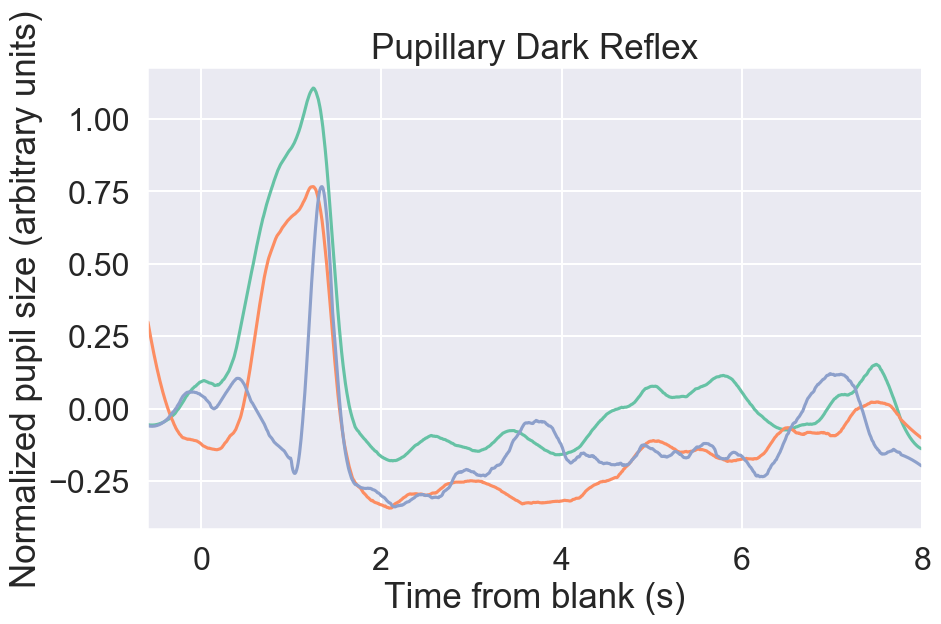 Pupillary Dark Reflex
Normalized pupil size (arbitrary units)
1.00
0.75
0.50
0.25
0.00
−0.25
0 2 4 6 8
Time from blank (s)